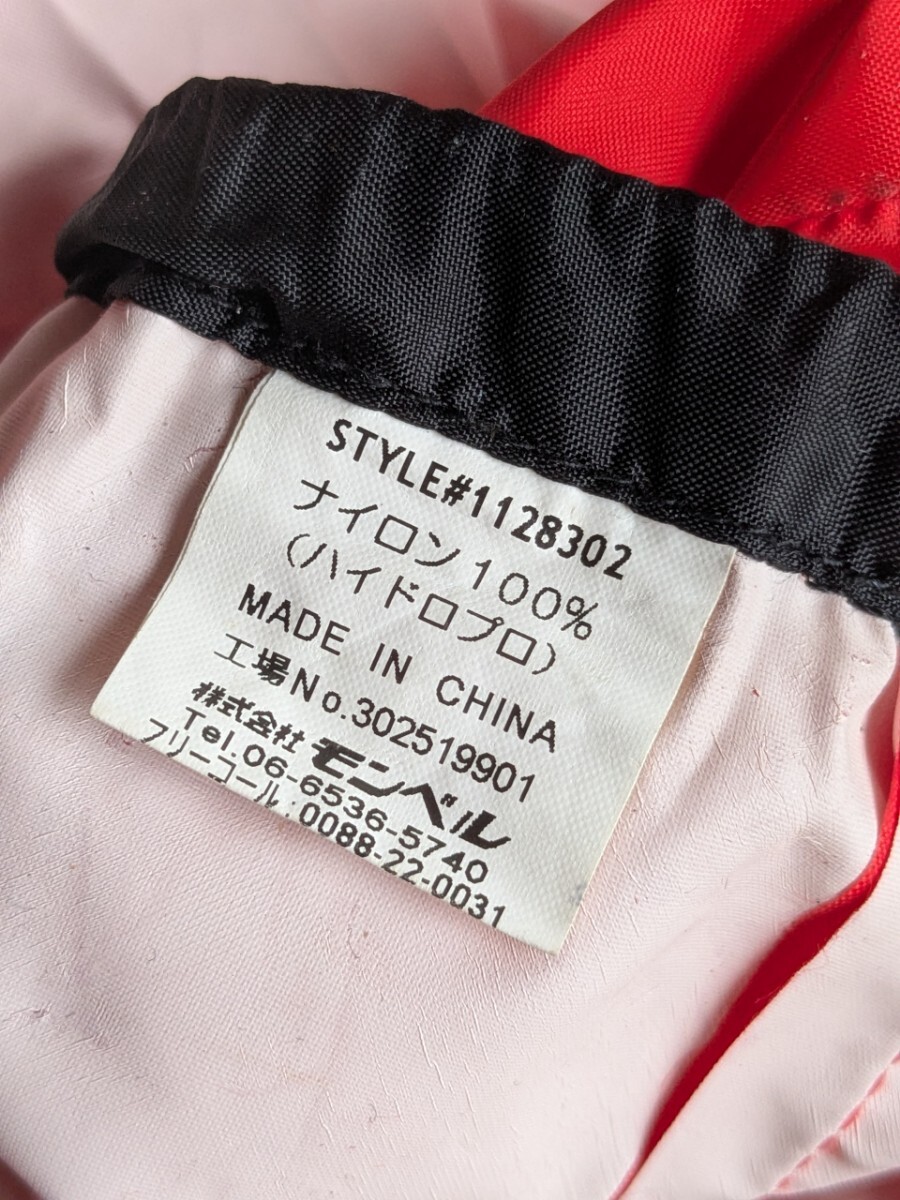 STYLE#1128302
ナイロン100%
(ハイドロプロ)
MADE IN CHINA
工場No.302519901
株式会社 モンベル
Tel.06-6536-5740
フリーコール:0088-22-0031